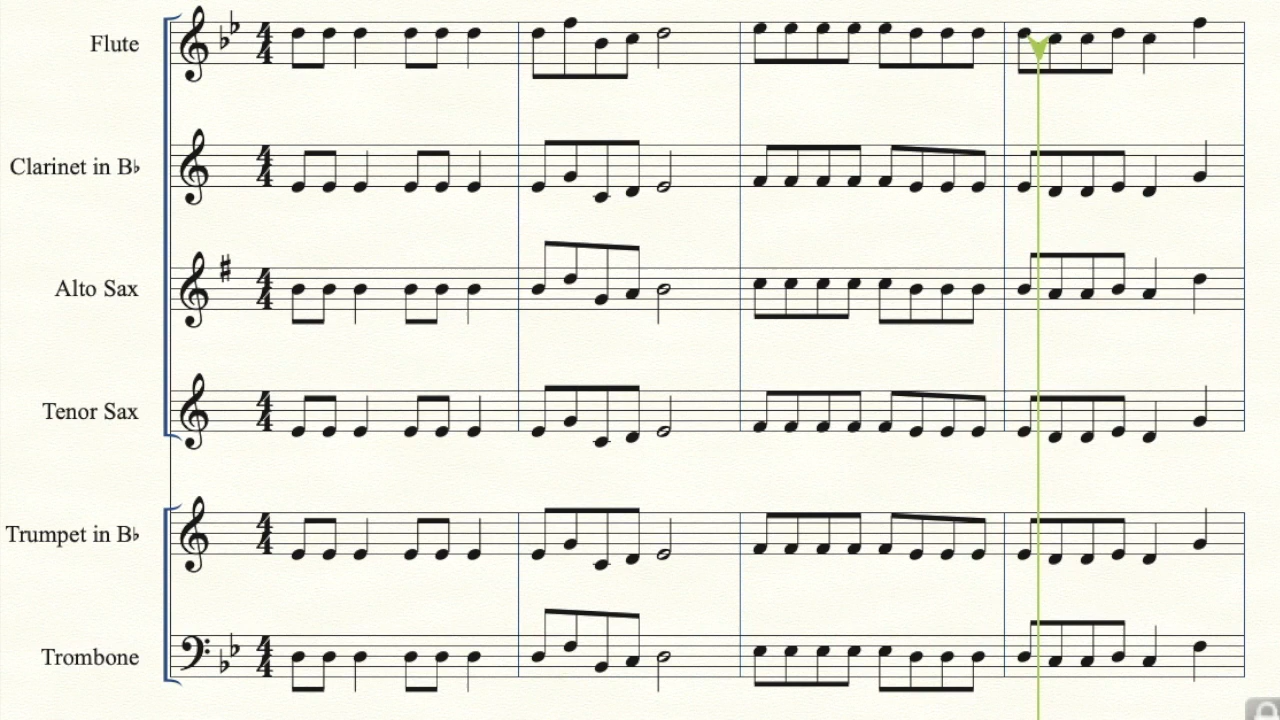 Flute
Clarinet in B♭
Alto Sax
Tenor Sax
Trumpet in B♭
Trombone